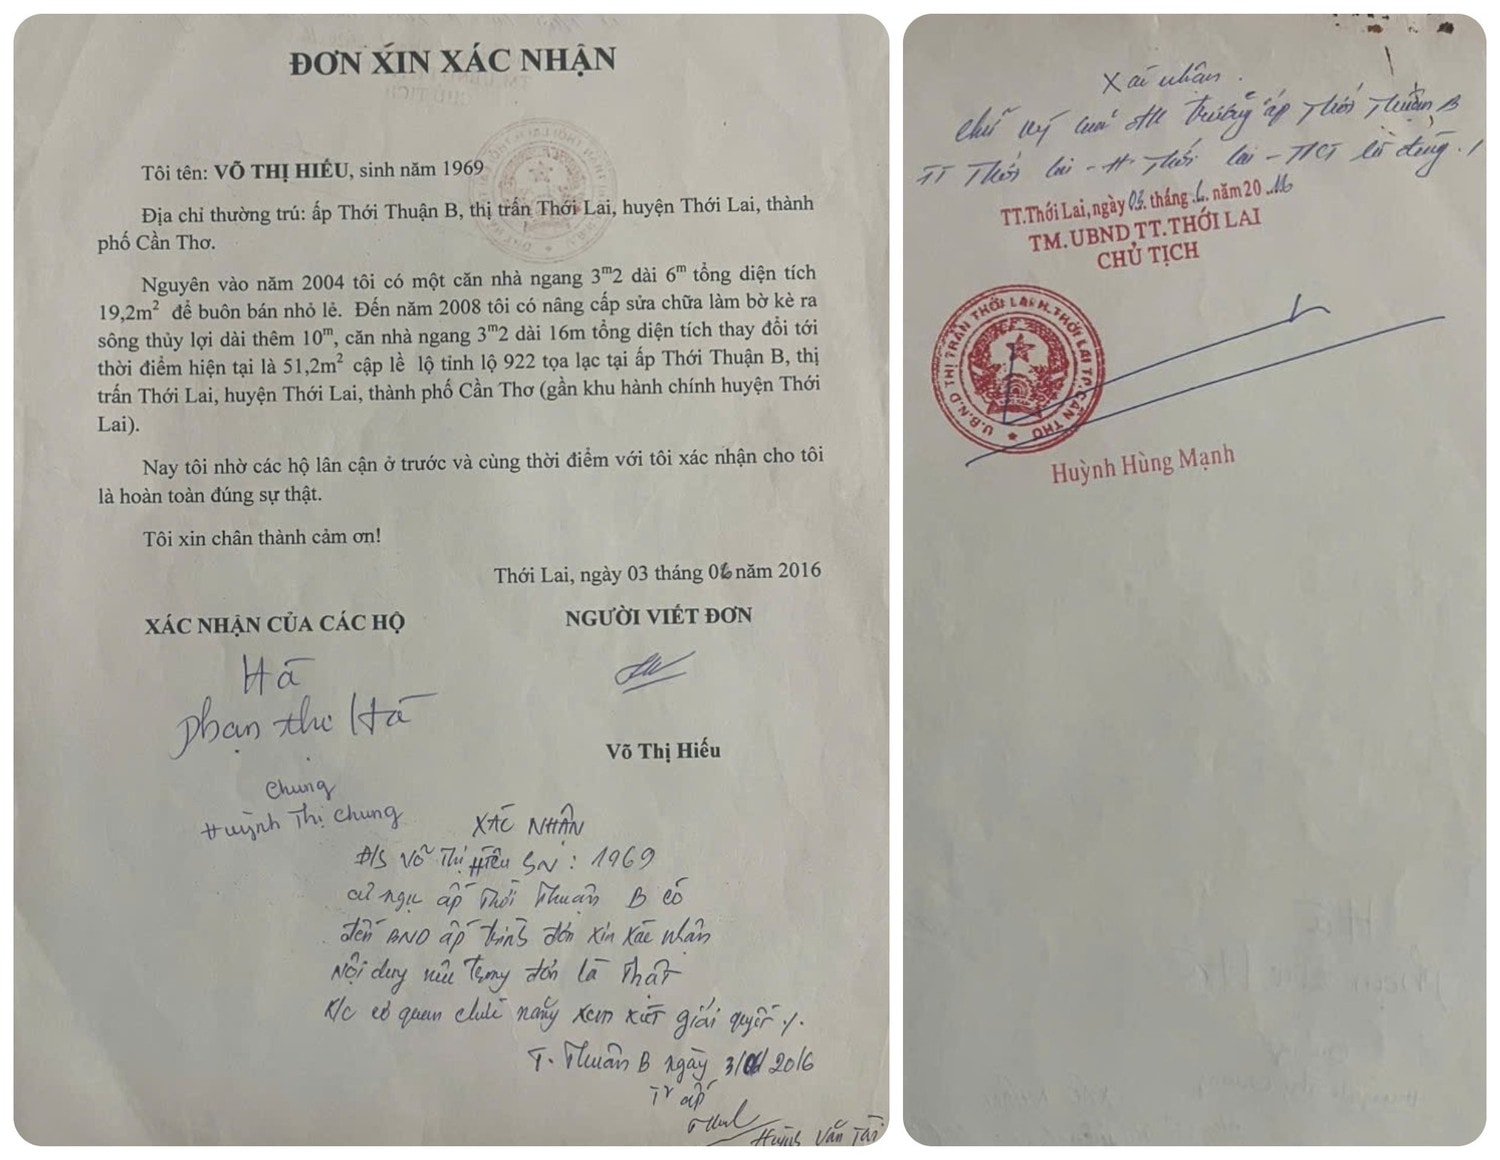 ĐƠN XIN XÁC NHẬN
Tôi tên: VÕ THỊ HIẾU, sinh năm 1969
Địa chỉ thường trú: ấp Thới Thuận B, thị trấn Thới Lai, huyện Thới Lai, thành
phố Cần Thơ.
Nguyên vào năm 2004 tôi có một căn nhà ngang 3m2 dài 6m tổng diện tích
19,2m2 để buôn bán nhỏ lẻ. Đến năm 2008 tôi có nâng cấp sửa chữa làm bờ kè ra
sông thủy lợi dài thêm 10m, căn nhà ngang 3m2 dài 16m tổng diện tích thay đổi tới
thời điểm hiện tại là 51,2m2 cập lề lộ tỉnh lộ 922 tọa lạc tại ấp Thới Thuận B, thị
trấn Thới Lai, huyện Thới Lai, thành phố Cần Thơ (gần khu hành chính huyện Thới
Lai).
Nay tôi nhờ các hộ lân cận ở trước và cùng thời điểm với tôi xác nhận cho tôi
là hoàn toàn đúng sự thật.
Tôi xin chân thành cảm ơn!
Thới Lai, ngày 03 tháng 06 năm 2016
XÁC NHẬN CỦA CÁC HỘ
NGƯỜI VIẾT ĐƠN
Hà
Phạn thị Hà
Võ Thị Hiếu
Chung
Huỳnh Thị Chung
XÁC NHẬN
Đ/S Võ Thị Hiếu SN: 1969
cư ngụ ấp Thới Thuận B có
đến BND ấp trình đơn xin xác nhận
Nội dung nêu trong đơn là thật
K/c cơ quan chức năng xem xét giải quyết ./.
T. Thuận B ngày 3/6/2016
Tr ấp
Huỳnh Văn
Xác nhận.
Chữ ký của trưởng ấp Thới Thuận B
TT Thới Lai - H Thới Lai - TPCT là đúng ./
TT.Thới Lai, ngày 03 tháng 6 năm 2016
TM.UBND TT.THỚI LAI
CHỦ TỊCH
U.B.N.D THỊ TRẤN THỚI LAI H.THỚI LAI TP.CẦN THƠ
Huỳnh Hùng Mạnh